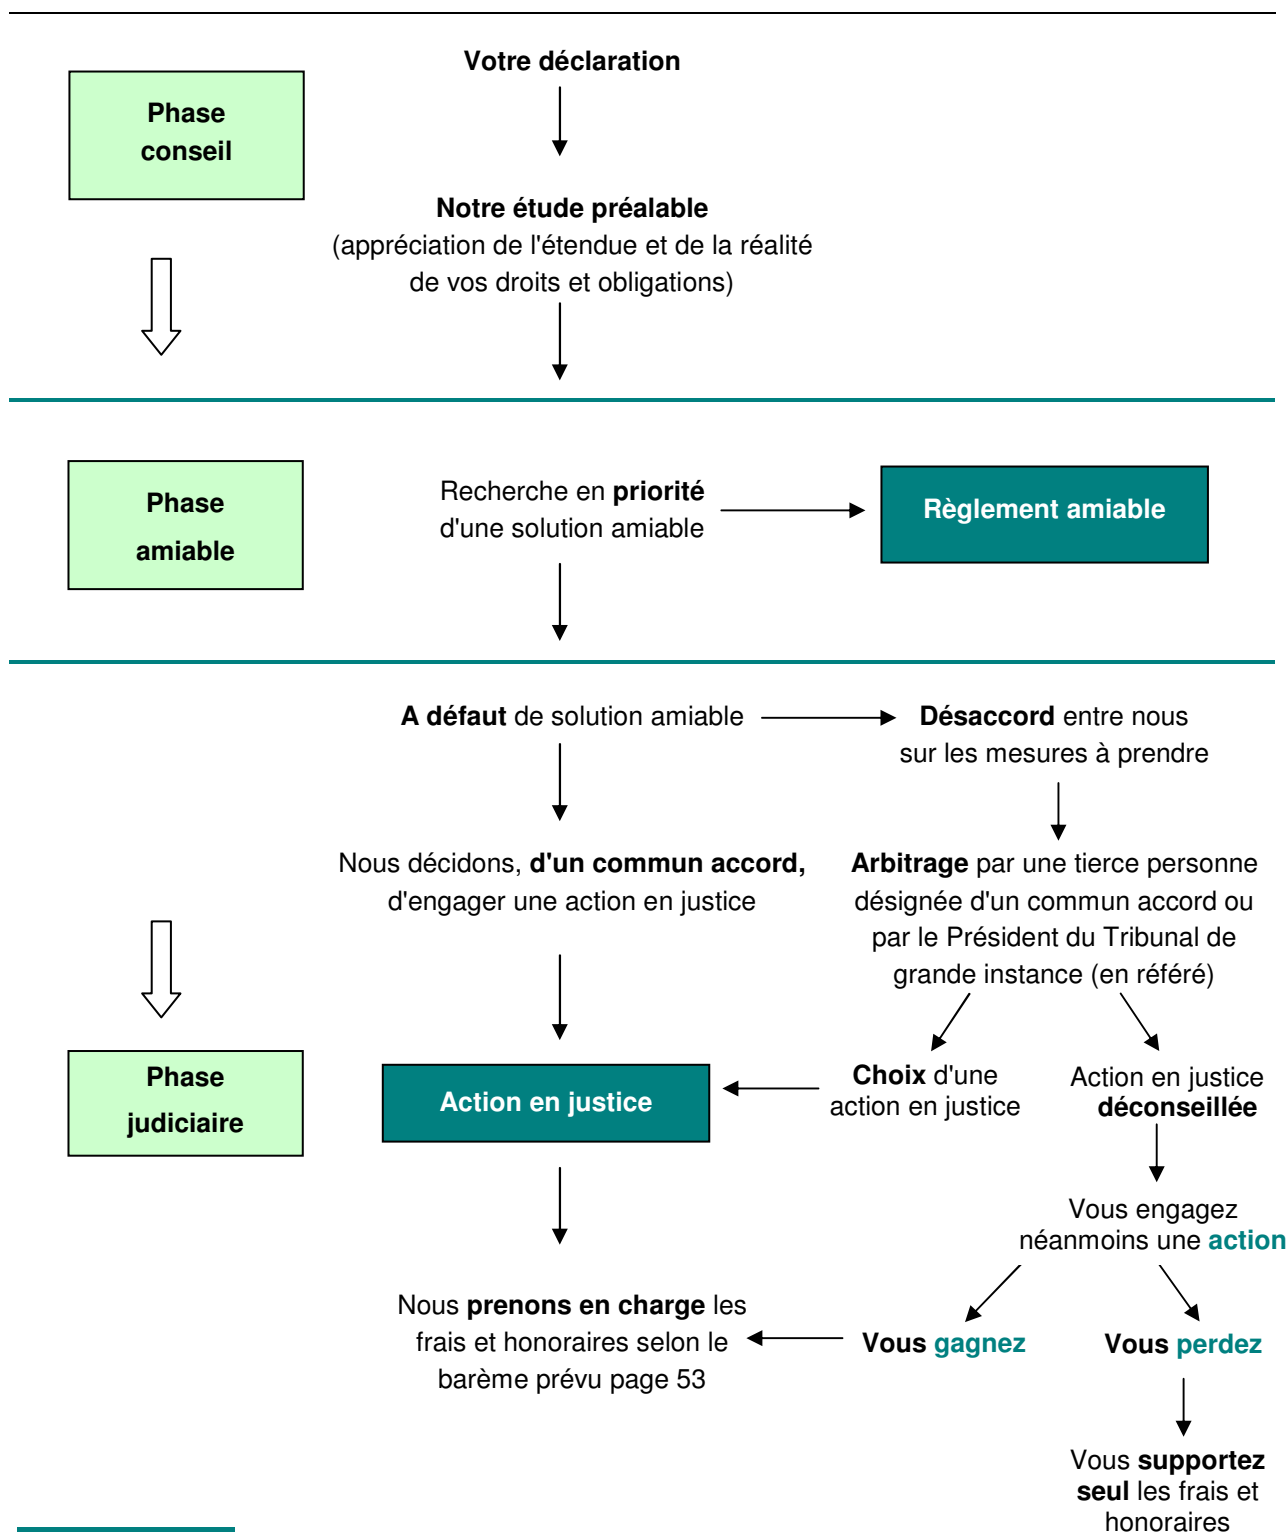 Votre déclaration
Phase
conseil
Notre étude préalable
(appréciation de l'étendue et de la réalité
de vos droits et obligations)
Phase
amiable
Recherche en priorité
d'une solution amiable
Règlement amiable
A défaut de solution amiable
Désaccord entre nous
sur les mesures à prendre
Nous décidons, d'un commun accord,
d'engager une action en justice
Arbitrage par une tierce personne
désignée d'un commun accord ou
par le Président du Tribunal de
grande instance (en référé)
Phase
judiciaire
Action en justice
Choix d'une
action en justice
Action en justice
déconseillée
Vous engagez
néanmoins une action
Nous prenons en charge les
frais et honoraires selon le
barème prévu page 53
Vous gagnez
Vous perdez
Vous supportez
seul les frais et
honoraires